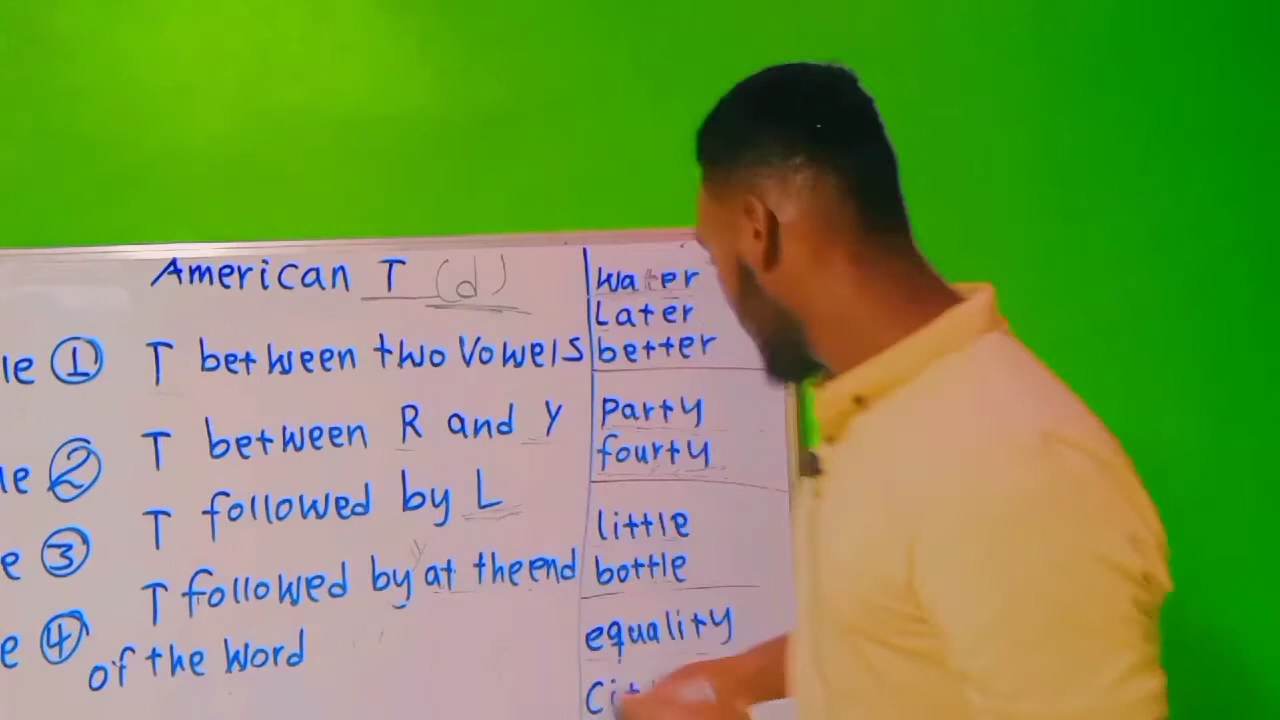 American T (d)
le 1 T between two Vowels
le 2 T between R and Y
e 3 T followed by L
y
e 4 T followed by at the end
of the Word
water
Later
better
Party
fourty
little
bottle
equality